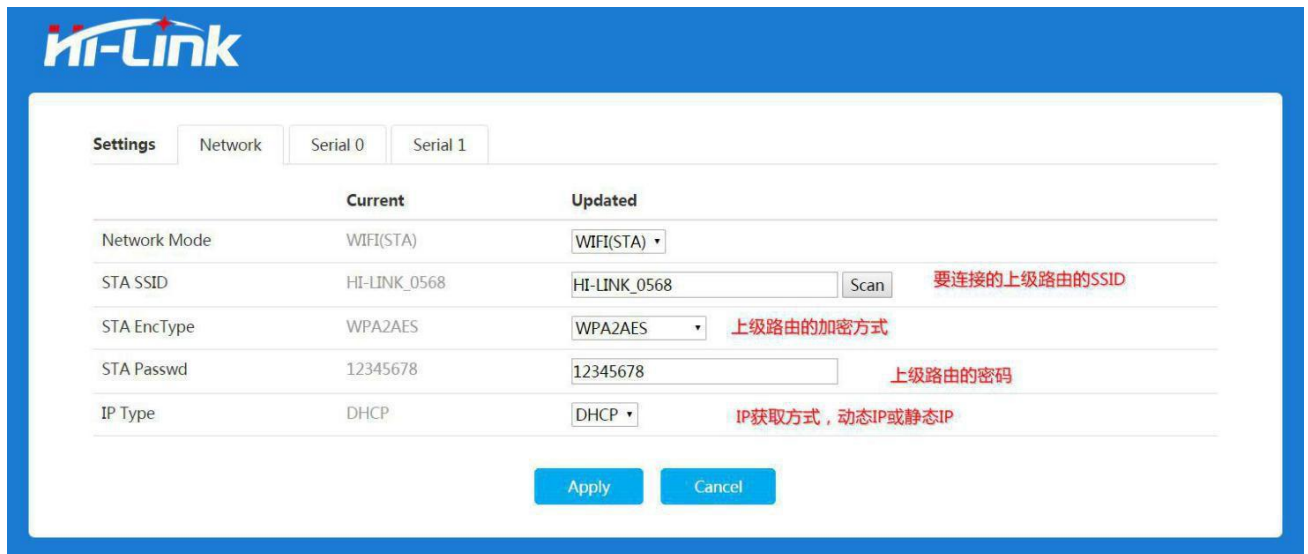 Hi-Link
Settings Network Serial 0 Serial 1
Current Updated
Network Mode WIFI(STA) WIFI(STA)
STA SSID HI-LINK_0568 HI-LINK_0568 Scan 要连接的上级路由的SSID
STA EncType WPA2AES WPA2AES 上级路由的加密方式
STA Passwd 12345678 12345678 上级路由的密码
IP Type DHCP DHCP IP获取方式，动态IP或静态IP
Apply Cancel